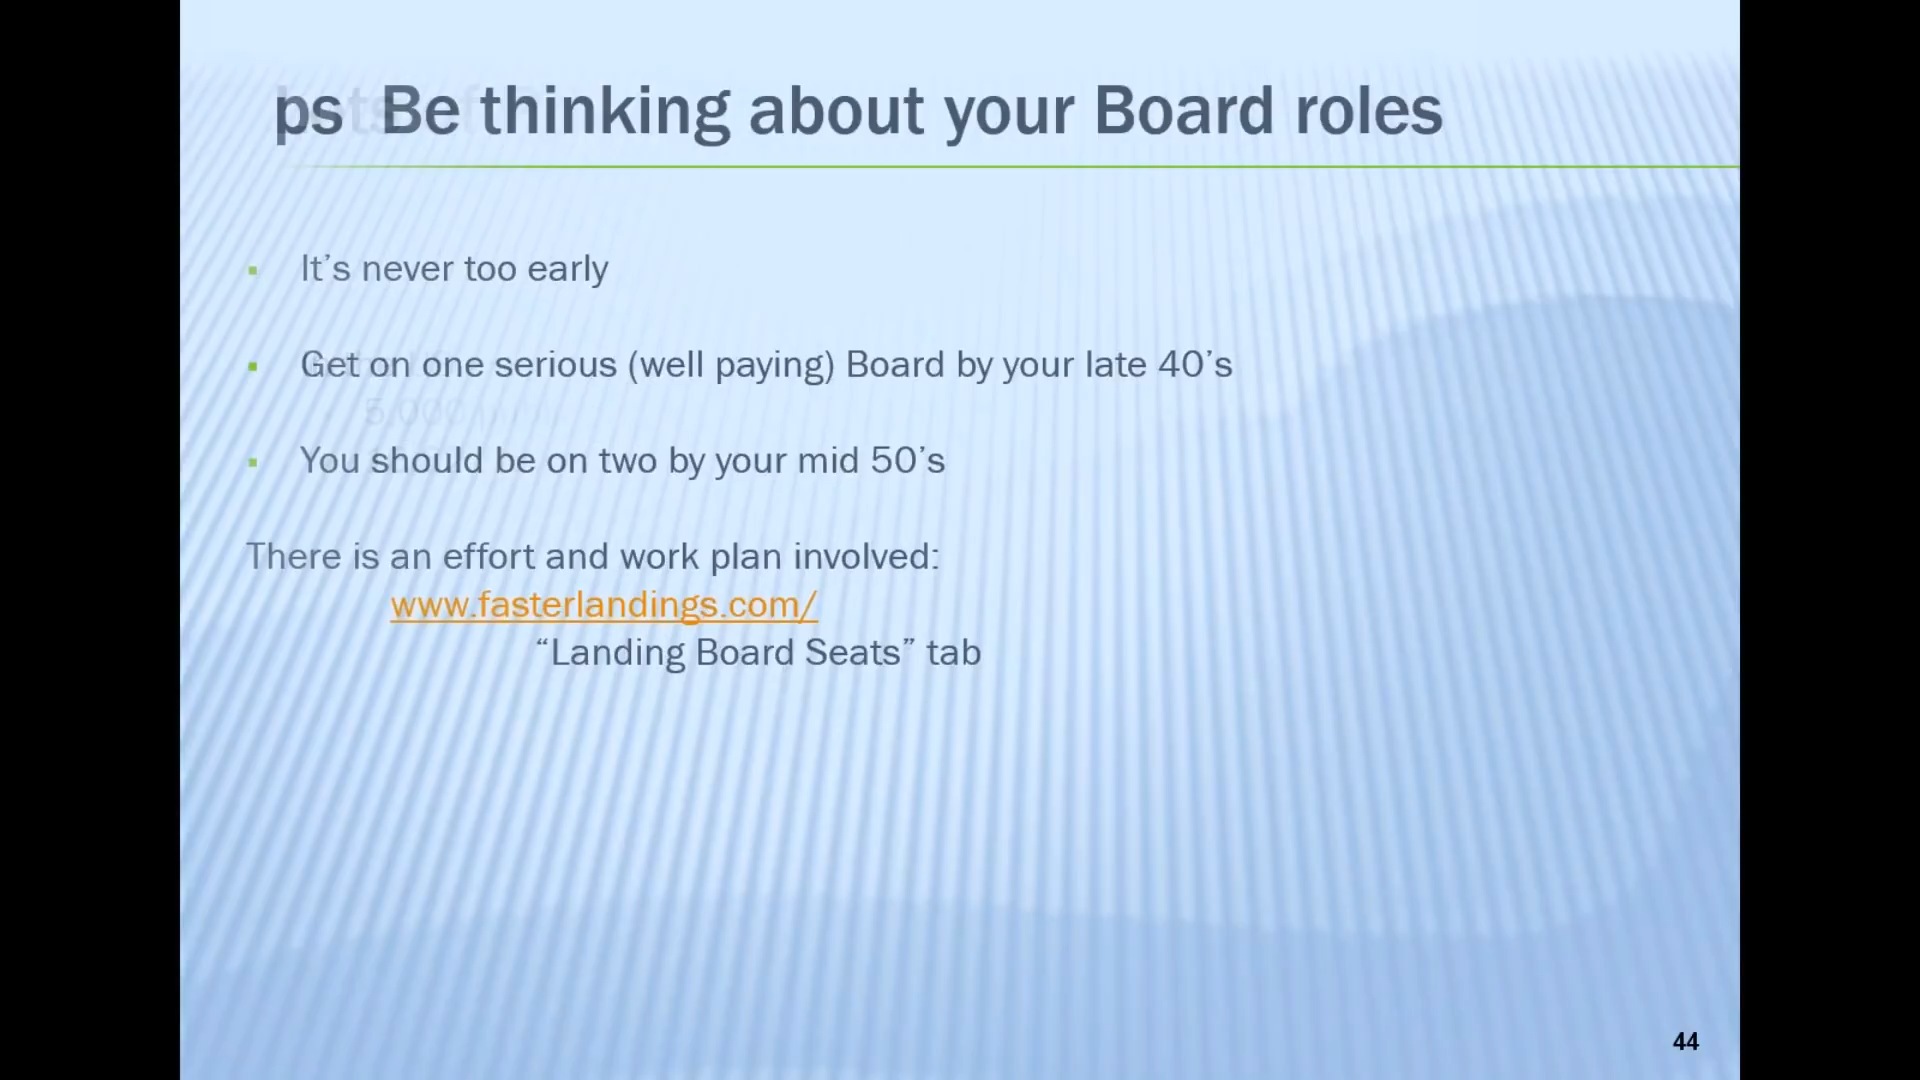 ps Be thinking about your Board roles
It’s never too early
Get on one serious (well paying) Board by your late 40’s
5,000
You should be on two by your mid 50’s
There is an effort and work plan involved:
www.fasterlandings.com/
“Landing Board Seats” tab
44